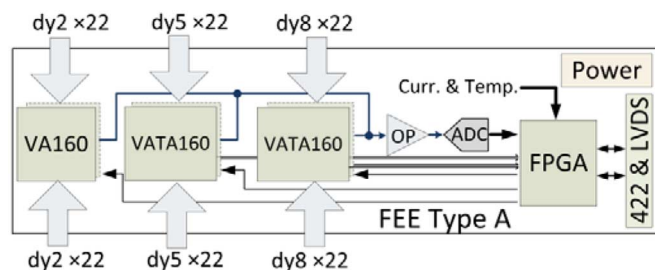 dy2 ×22
dy5 ×22
dy8 ×22
Power
Curr. & Temp.
VA160
VATA160
VATA160
OP
ADC
FPGA
422 & LVDS
FEE Type A
dy2 ×22
dy5 ×22
dy8 ×22